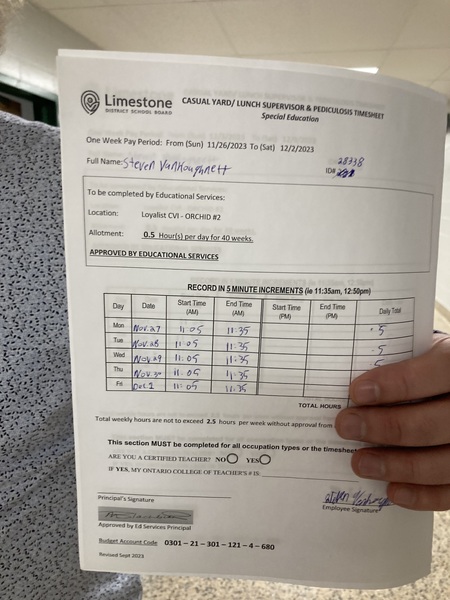 Limestone
DISTRICT SCHOOL BOARD
CASUAL YARD/ LUNCH SUPERVISOR & PEDICULOSIS TIMESHEET
Special Education
One Week Pay Period: From (Sun) 11/26/2023 To (Sat) 12/2/2023
28338
Full Name: Steven VanKoughnett ID#
To be completed by Educational Services:
Location: Loyalist CVI - ORCHID #2
Allotment: 0.5 Hour(s) per day for 40 weeks.
APPROVED BY EDUCATIONAL SERVICES
RECORD IN 5 MINUTE INCREMENTS (ie 11:35am, 12:50pm)
Day Date Start Time (AM) End Time (AM) Start Time (PM) End Time (PM) Daily Total
Mon Nov.27 11:05 11:35 .5
Tue Nov.28 11:05 11:35 .5
Wed Nov.29 11:05 11:35
Thu Nov.30 11:05 11:35
Fri Dec 1 11:05 11:35
TOTAL HOURS
Total weekly hours are not to exceed 2.5 hours per week without approval from
This section MUST be completed for all occupation types or the timesheet
ARE YOU A CERTIFIED TEACHER? NO YES
IF YES, MY ONTARIO COLLEGE OF TEACHER'S # IS:
Principal's Signature
Employee Signature
Approved by Ed Services Principal
Budget Account Code 0301 – 21 – 301 – 121 – 4 – 680
Revised Sept 2023